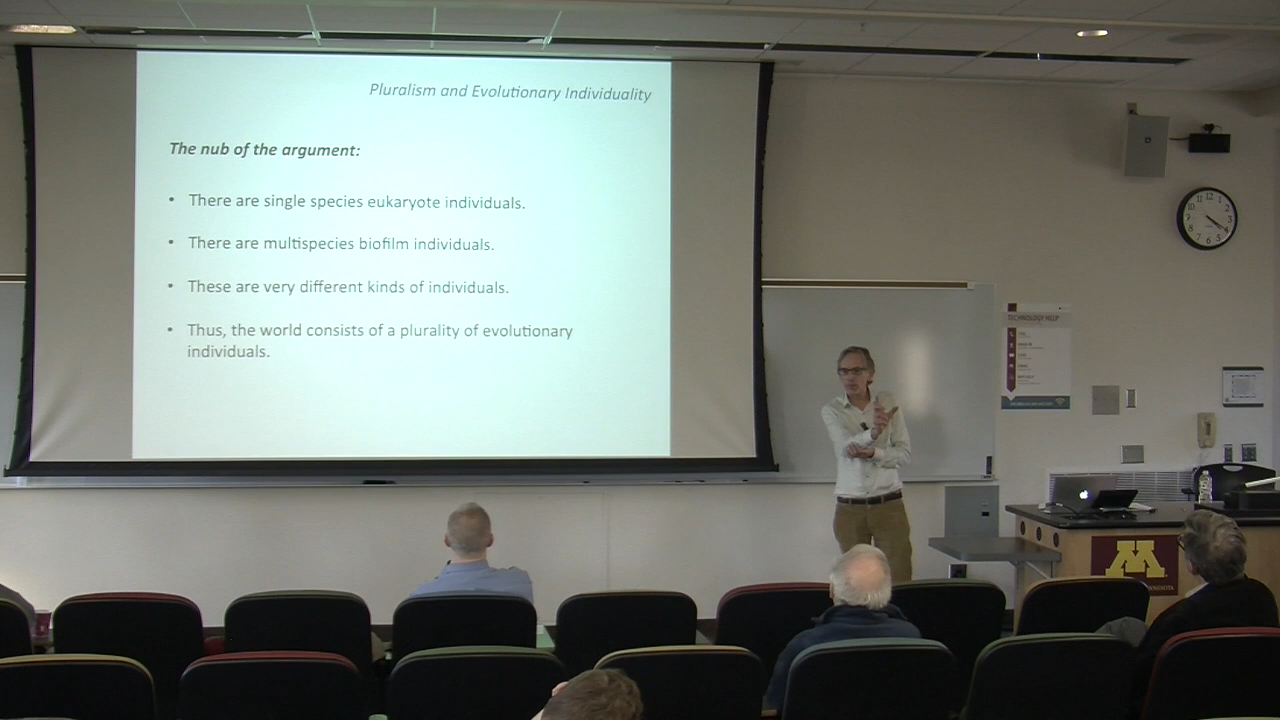 Pluralism and Evolutionary Individuality
The nub of the argument:
• There are single species eukaryote individuals.
• There are multispecies biofilm individuals.
• These are very different kinds of individuals.
• Thus, the world consists of a plurality of evolutionary
individuals.
TECHNOLOGY HELP
M